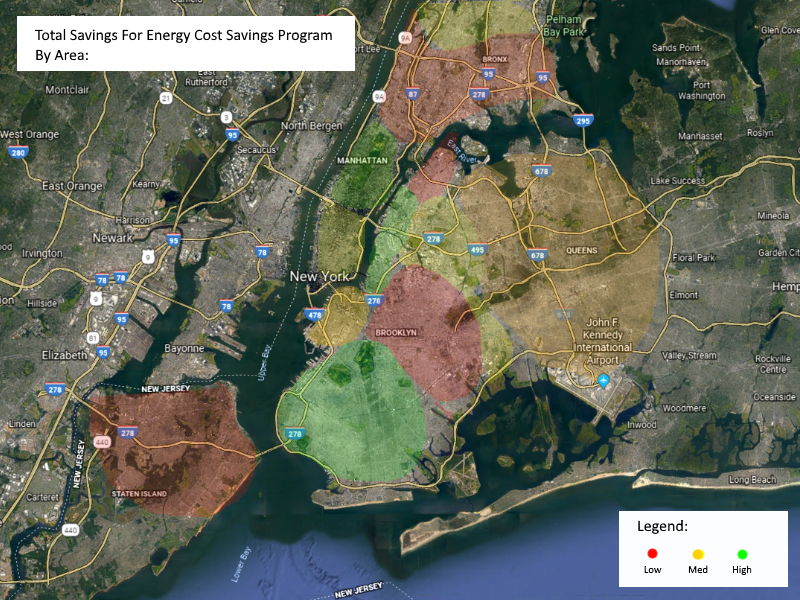 Total Savings For Energy Cost Savings Program
By Area:
Pelham
Bay Park
Glen Cove
9A
Fort Lee
BRONX
Sands Point
Manorhaven
East
Rutherford
95
95
Montclair
21
9A
87
278
Port
Washington
3
295
West Orange
95
North Bergen
Manhasset
Roslyn
280
Secaucus
MANHATTAN
East River
678
East Orange
Kearny
Lake Success
Harrison
Mineola
Newark
95
9
78
278
495
QUEENS
678
Irvington
Floral Park
Garden City
78
78
New York
Hillside
9
278
Elmont
78
478
678
95
BROOKLYN
John F
Kennedy
International
Airport
81
Elizabeth
95
Bayonne
Upper Bay
Valley Stream
Rockville
Centre
278
NEW JERSEY
Oceanside
Woodmere
Linden
278
440
278
Inwood
NEW JERSEY
Carteret
STATEN ISLAND
Long Beach
440
Lower Bay
NEW JERSEY
Legend:
Low
Med
High